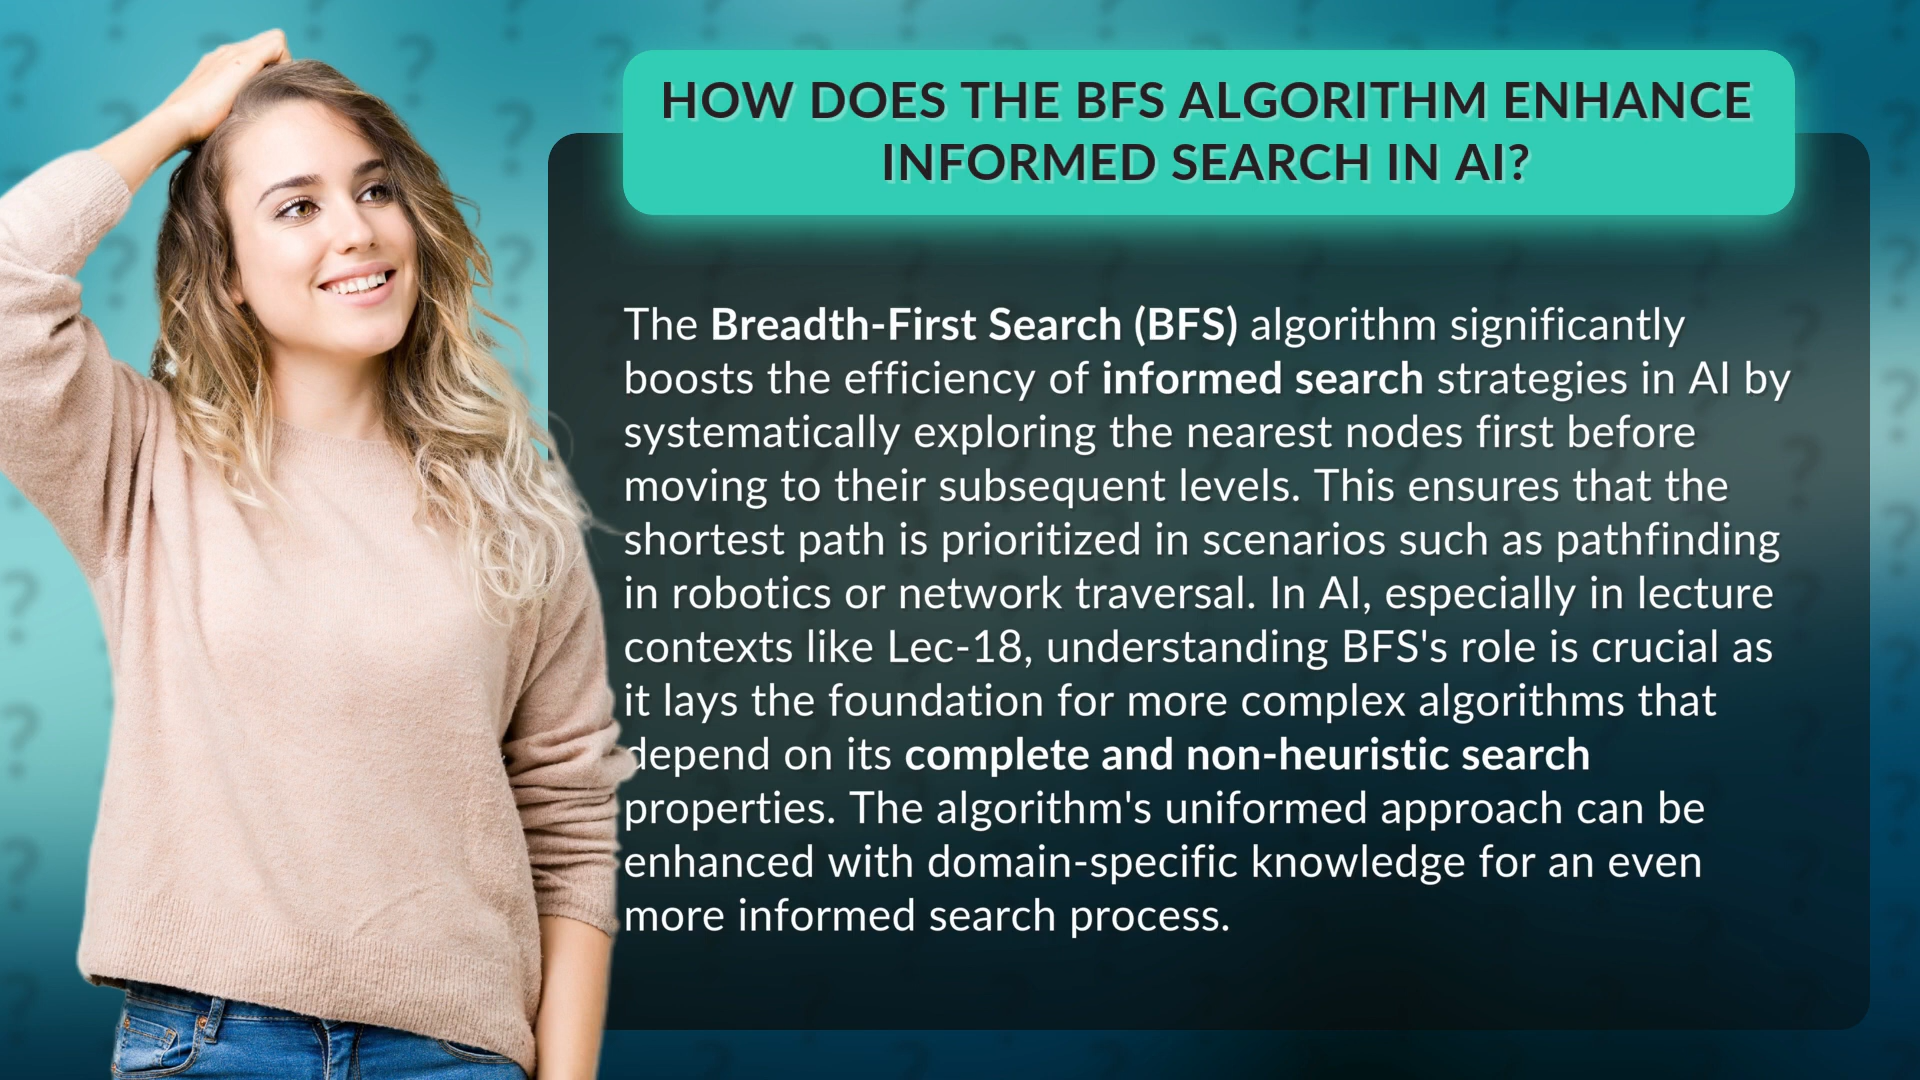 HOW DOES THE BFS ALGORITHM ENHANCE
INFORMED SEARCH IN AI?
The Breadth-First Search (BFS) algorithm significantly
boosts the efficiency of informed search strategies in AI by
systematically exploring the nearest nodes first before
moving to their subsequent levels. This ensures that the
shortest path is prioritized in scenarios such as pathfinding
in robotics or network traversal. In AI, especially in lecture
contexts like Lec-18, understanding BFS's role is crucial as
it lays the foundation for more complex algorithms that
depend on its complete and non-heuristic search
properties. The algorithm's uniformed approach can be
enhanced with domain-specific knowledge for an even
more informed search process.